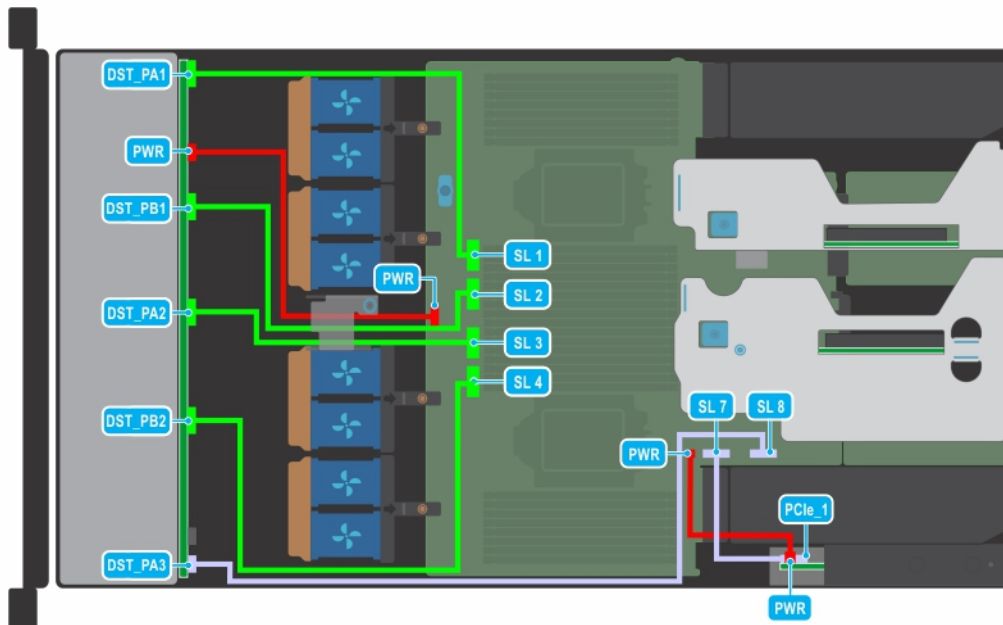 DST_PA1
PWR
DST_PB1
PWR
SL 1
SL 2
DST_PA2
SL 3
SL 4
DST_PB2
SL 7
SL 8
PWR
PCIe_1
DST_PA3
PWR